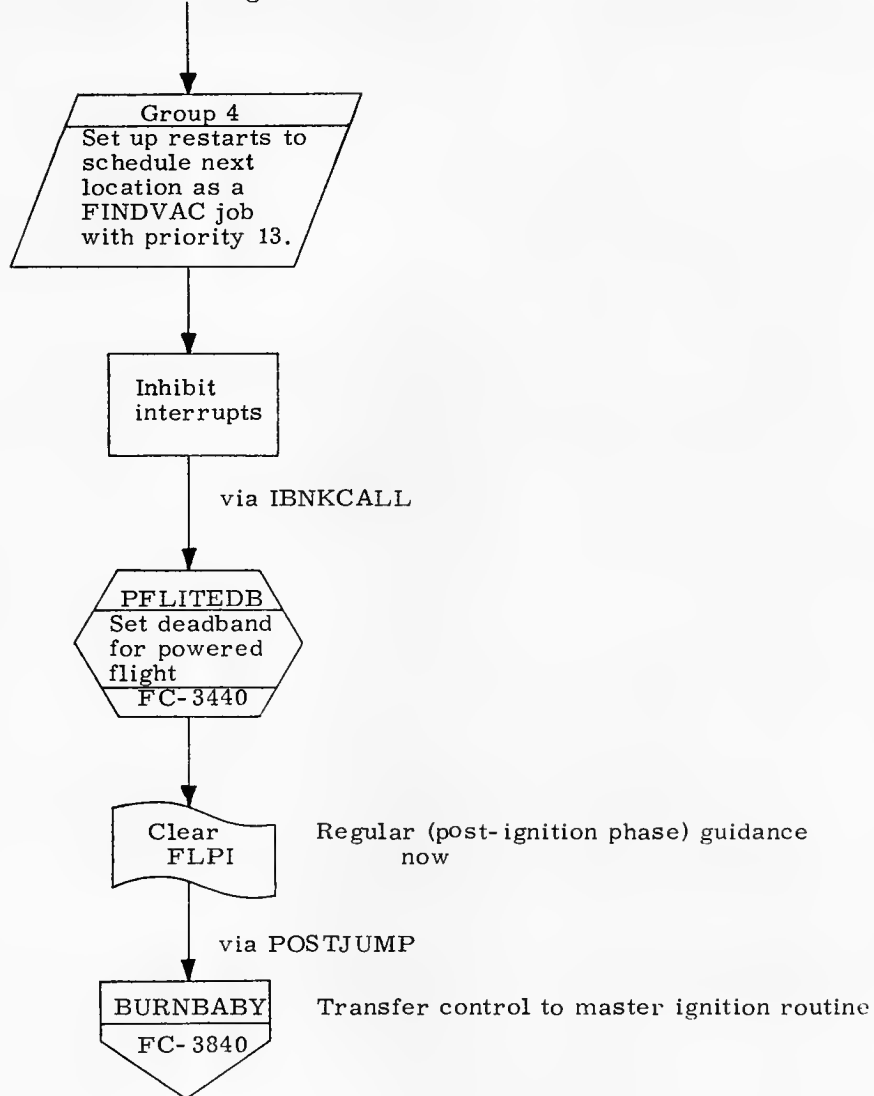 Group 4
Set up restarts to
schedule next
location as a
FINDVAC job
with priority 13.
Inhibit
interrupts
via IBNKCALL
PFLITEDB
Set deadband
for powered
flight
FC-3440
Clear
FLPI
Regular (post-ignition phase) guidance
now
via POSTJUMP
BURNBABY
Transfer control to master ignition routine
FC-3840